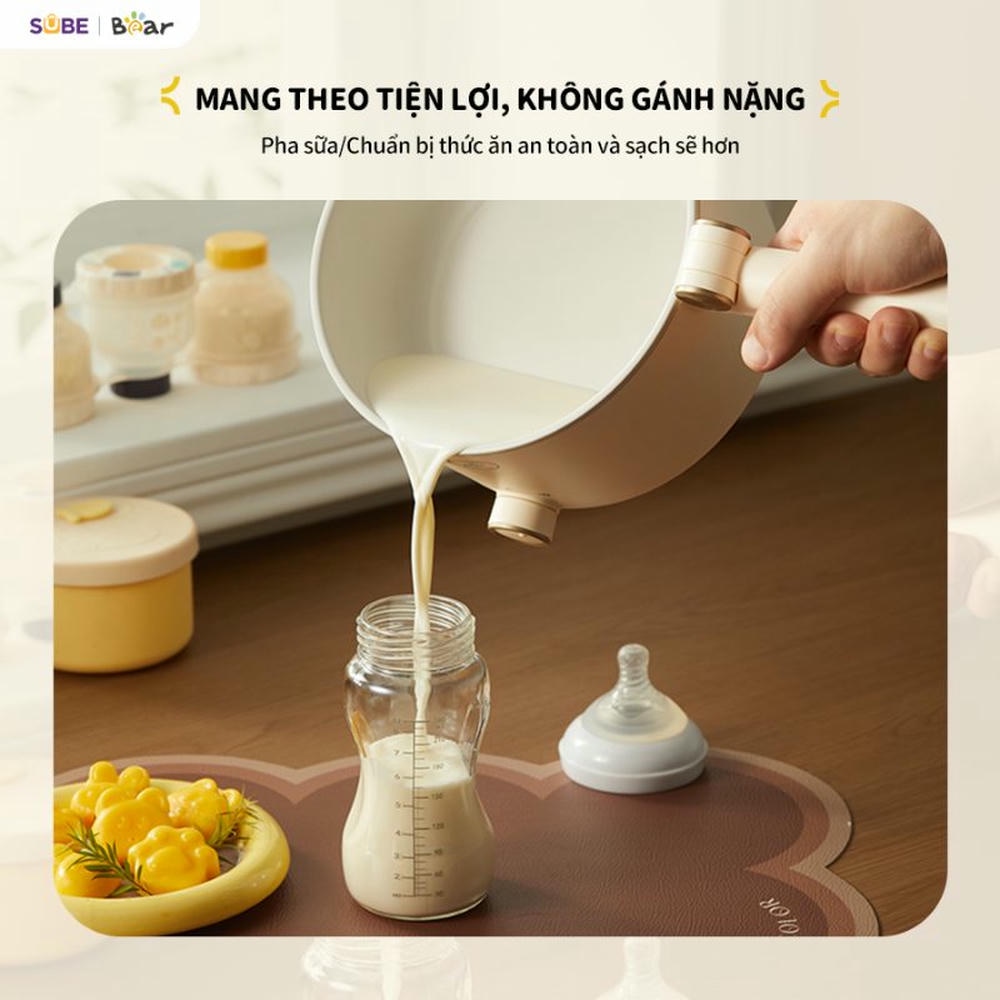 SUBE | Bear
MANG THEO TIỆN LỢI, KHÔNG GÁNH NẶNG
Pha sữa/Chuẩn bị thức ăn an toàn và sạch sẽ hơn